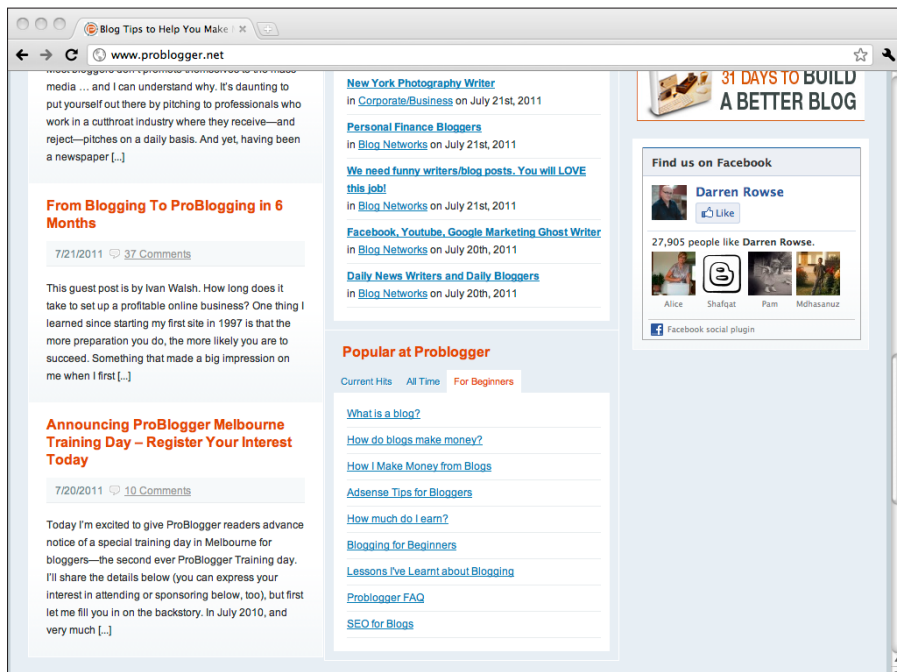 Blog Tips to Help You Make
www.problogger.net
media … and I can understand why. It's daunting to
put yourself out there by pitching to professionals who
work in a cutthroat industry where they receive—and
reject—pitches on a daily basis. And yet, having been
a newspaper [...]
From Blogging To ProBlogging in 6
Months
7/21/2011 37 Comments
This guest post is by Ivan Walsh. How long does it
take to set up a profitable online business? One thing I
learned since starting my first site in 1997 is that the
more preparation you do, the more likely you are to
succeed. Something that made a big impression on
me when I first [...]
Announcing ProBlogger Melbourne
Training Day – Register Your Interest
Today
7/20/2011 10 Comments
Today I'm excited to give ProBlogger readers advance
notice of a special training day in Melbourne for
bloggers—the second ever ProBlogger Training day.
I'll share the details below (you can express your
interest in attending or sponsoring below, too), but first
let me fill you in on the backstory. In July 2010, and
very much [...]
New York Photography Writer
in Corporate/Business on July 21st, 2011
Personal Finance Bloggers
in Blog Networks on July 21st, 2011
We need funny writers/blog posts. You will LOVE
this job!
in Blog Networks on July 21st, 2011
Facebook, Youtube, Google Marketing Ghost Writer
in Blog Networks on July 20th, 2011
Daily News Writers and Daily Bloggers
in Blog Networks on July 20th, 2011
Popular at Problogger
Current Hits All Time For Beginners
What is a blog?
How do blogs make money?
How I Make Money from Blogs
Adsense Tips for Bloggers
How much do I earn?
Blogging for Beginners
Lessons I've Learnt about Blogging
Problogger FAQ
SEO for Blogs
31 DAYS TO BUILD
A BETTER BLOG
Find us on Facebook
Darren Rowse
Like
27,905 people like Darren Rowse.
Alice Shafqat Pam Mdhasanuz
Facebook social plugin